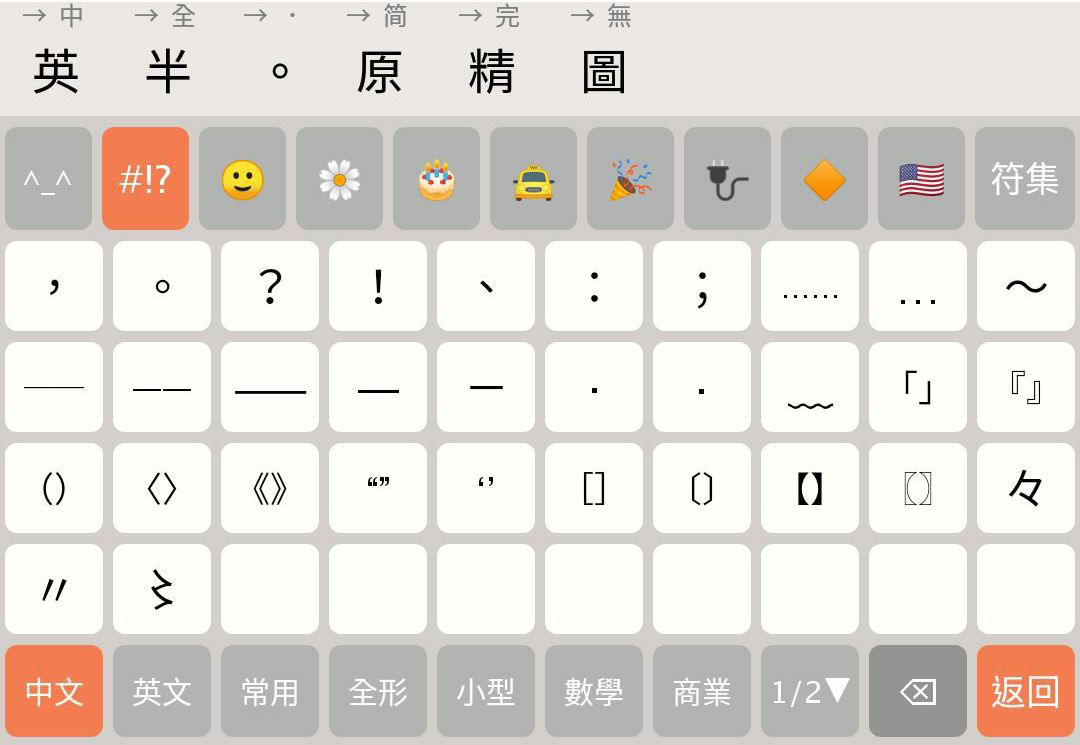 → 中 → 全 → · → 简 → 完 → 無
英 半 。 原 精 圖
^_^ #!? 🙂 🌼 🎂 🚕 🎉 🔌 🔶 🇺🇸 符集
， 。 ？ ！ 、 ： ； …… … ～
── —— ⸺ — – · ‧ ﹏ 「」 『』
（） 〈〉 《》 “” ‘’ ［］ 〔〕 【】 〖〗 々
〃 〻
中文 英文 常用 全形 小型 數學 商業 1/2▼ ⌫ 返回